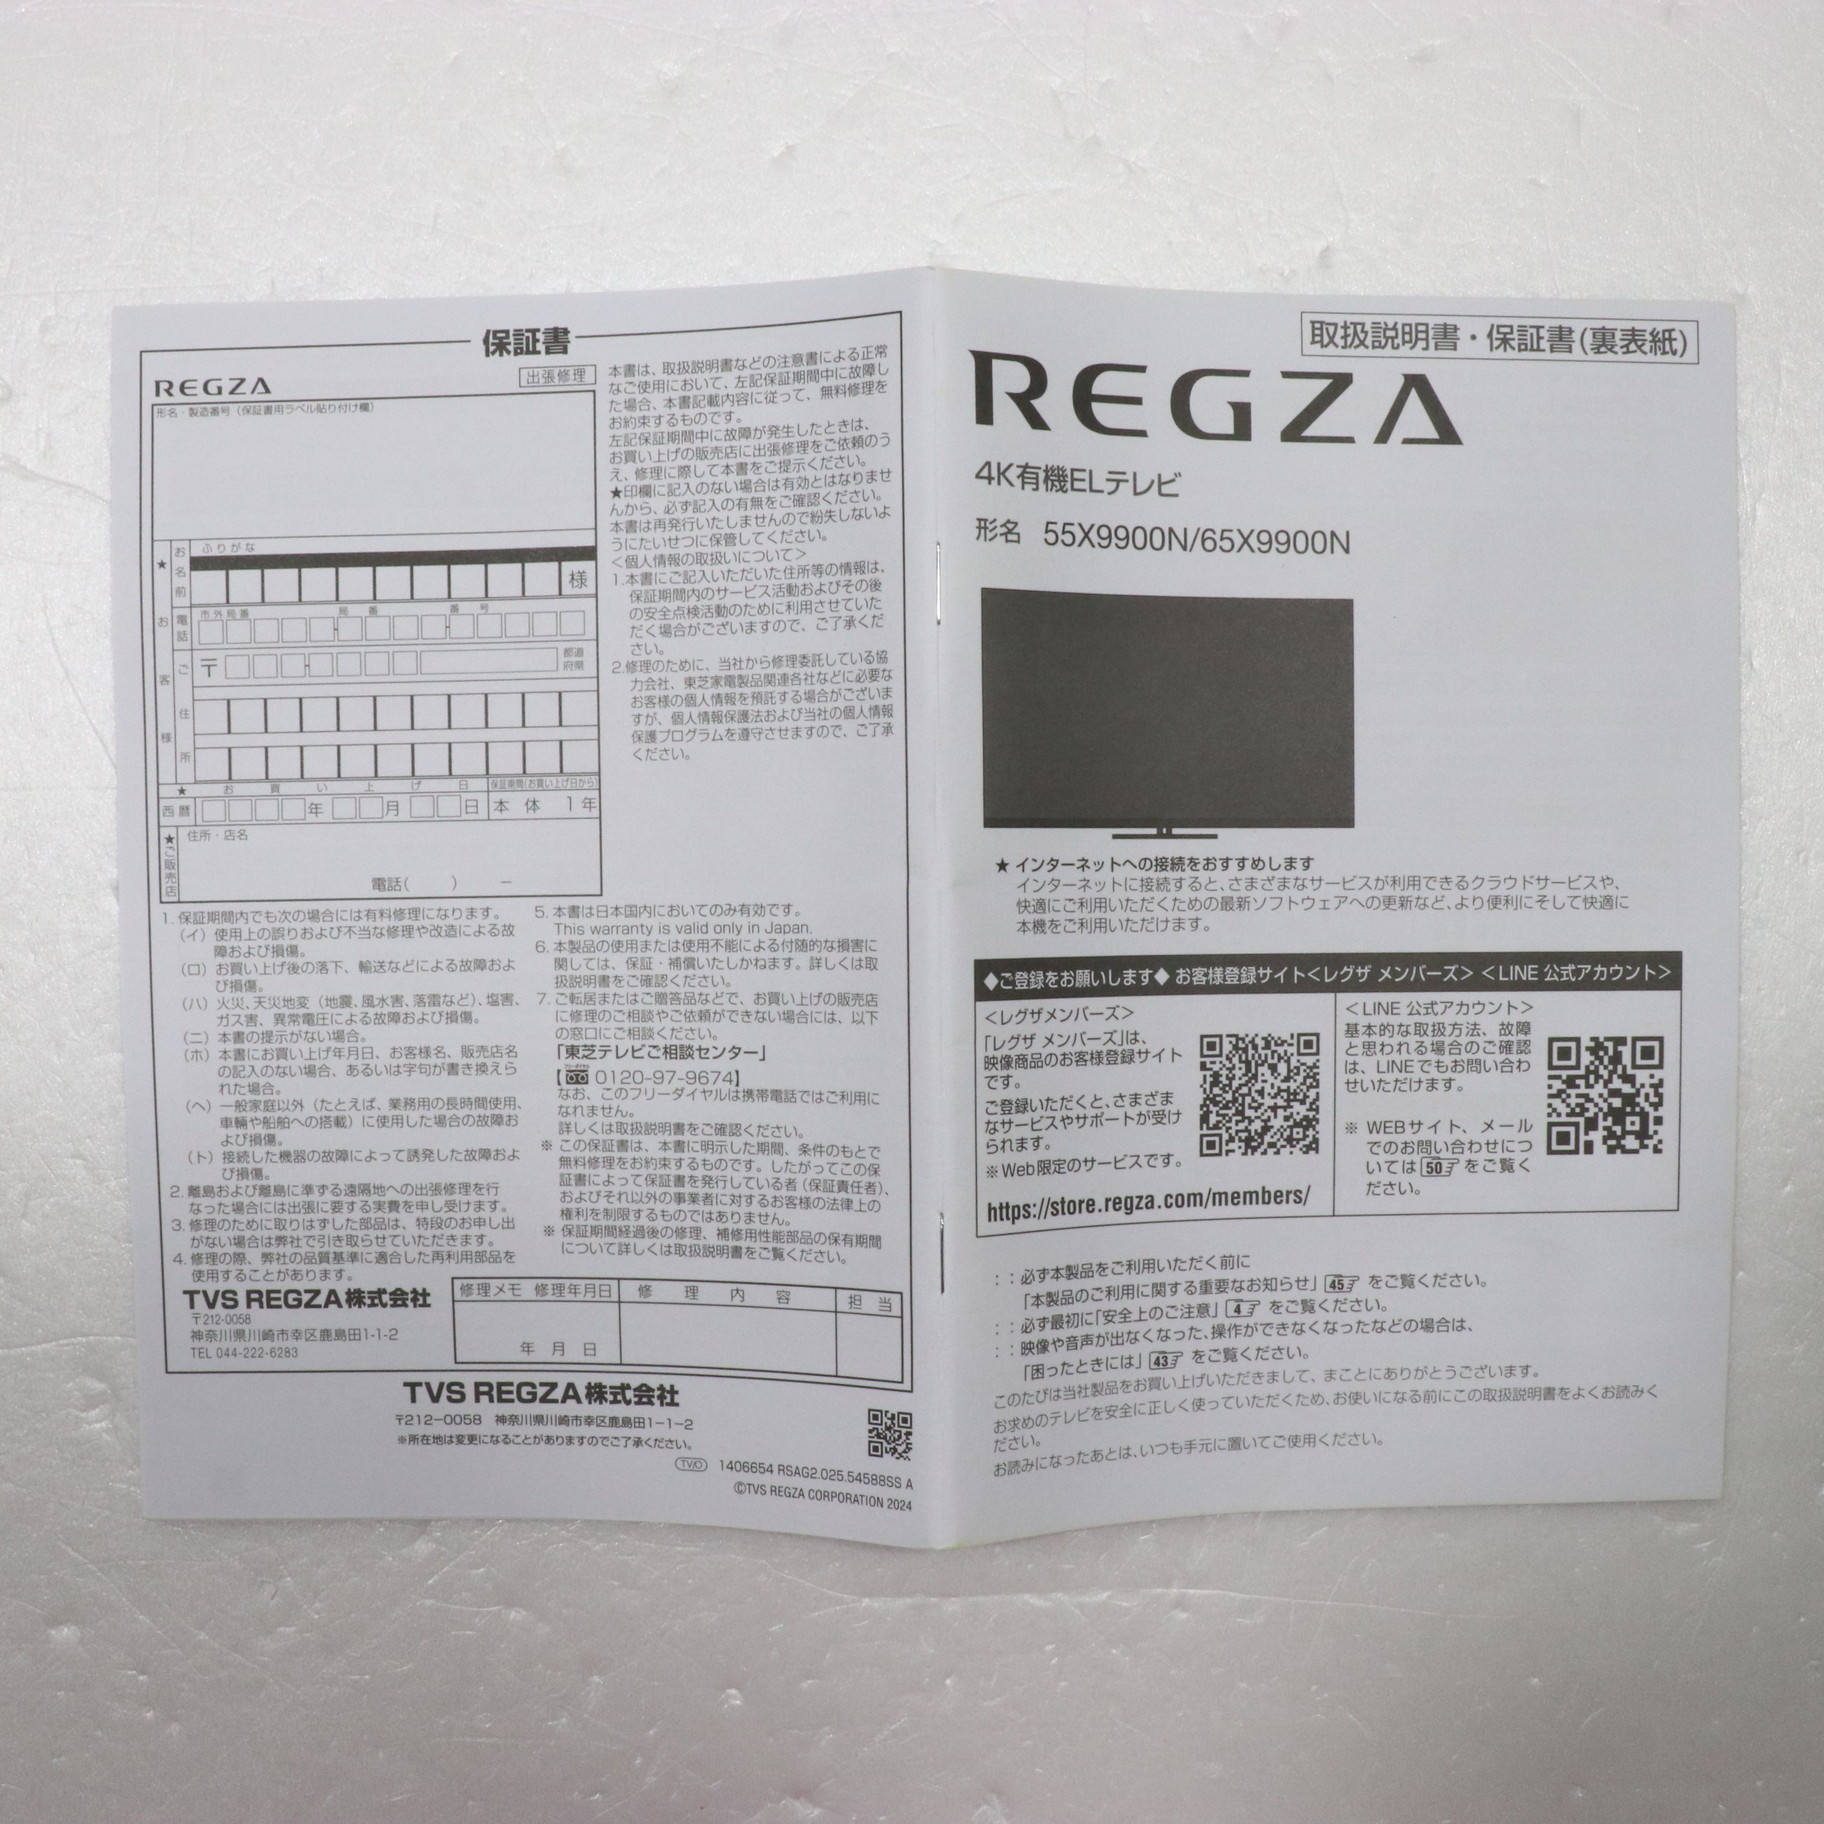 保証書
REGZA
出張修理
形名・製造番号（保証書用ラベル貼り付け欄）
★
お客様
お名前
ふりがな
様
電話
市外局番 局番 番号
ご住所
〒
都道
府県
★
お買い上げ日
保証期間(お買い上げ日から)
西暦 年 月 日
本体 1年
★ご販売店
住所・店名
電話( ) －
本書は、取扱説明書などの注意書による正常
なご使用において、左記保証期間中に故障し
た場合、本書記載内容に従って、無料修理を
お約束するものです。
左記保証期間中に故障が発生したときは、
お買い上げの販売店に出張修理をご依頼のう
え、修理に際して本書をご提示ください。
★印欄に記入のない場合は有効とはなりませ
んから、必ず記入の有無をご確認ください。
本書は再発行いたしませんので紛失しないよ
うにたいせつに保管してください。
＜個人情報の取扱いについて＞
1.本書にご記入いただいた住所等の情報は、
保証期間内のサービス活動およびその後
の安全点検活動のために利用させていた
だく場合がございますので、ご了承くだ
さい。
2.修理のために、当社から修理委託している協
力会社、東芝家電製品関連各社などに必要な
お客様の個人情報を預託する場合がございま
すが、個人情報保護法および当社の個人情報
保護プログラムを遵守させますので、ご了承
ください。
1. 保証期間内でも次の場合には有料修理になります。
（イ）使用上の誤りおよび不当な修理や改造による故
障および損傷。
（ロ）お買い上げ後の落下、輸送などによる故障およ
び損傷。
（ハ）火災、天災地変（地震、風水害、落雷など）、塩害、
ガス害、異常電圧による故障および損傷。
（ニ）本書の提示がない場合。
（ホ）本書にお買い上げ年月日、お客様名、販売店名
の記入のない場合、あるいは字句が書き換えら
れた場合。
（ヘ）一般家庭以外（たとえば、業務用の長時間使用、
車輛や船舶への搭載）に使用した場合の故障お
よび損傷。
（ト）接続した機器の故障によって誘発した故障およ
び損傷。
2. 離島および離島に準ずる遠隔地への出張修理を行
なった場合には出張に要する実費を申し受けます。
3. 修理のために取りはずした部品は、特段のお申し出
がない場合は弊社で引き取らせていただきます。
4. 修理の際、弊社の品質基準に適合した再利用部品を
使用することがあります。
5. 本書は日本国内においてのみ有効です。
This warranty is valid only in Japan.
6. 本製品の使用または使用不能による付随的な損害に
関しては、保証・補償いたしかねます。詳しくは取
扱説明書をご確認ください。
7. ご転居またはご贈答品などで、お買い上げの販売店
に修理のご相談やご依頼ができない場合には、以下
の窓口にご相談ください。
「東芝テレビご相談センター」
【フリーダイヤル 0120-97-9674】
なお、このフリーダイヤルは携帯電話ではご利用に
なれません。
詳しくは取扱説明書をご確認ください。
※ この保証書は、本書に明示した期間、条件のもとで
無料修理をお約束するものです。したがってこの保
証書によって保証書を発行している者（保証責任者）、
およびそれ以外の事業者に対するお客様の法律上の
権利を制限するものではありません。
※ 保証期間経過後の修理、補修用性能部品の保有期間
について詳しくは取扱説明書をご覧ください。
TVS REGZA株式会社
〒212-0058
神奈川県川崎市幸区鹿島田1-1-2
TEL 044-222-6283
修理メモ 修理年月日 修理内容 担当
年 月 日
TVS REGZA株式会社
〒212－0058 神奈川県川崎市幸区鹿島田1－1－2
※所在地は変更になることがありますのでご了承ください。
TV/O 1406654 RSAG2.025.54588SS A
©TVS REGZA CORPORATION 2024
取扱説明書・保証書(裏表紙)
REGZA
4K有機ELテレビ
形名 55X9900N/65X9900N
★ インターネットへの接続をおすすめします
インターネットに接続すると、さまざまなサービスが利用できるクラウドサービスや、
快適にご利用いただくための最新ソフトウェアへの更新など、より便利にそして快適に
本機をご利用いただけます。
◆ご登録をお願いします◆ お客様登録サイト＜レグザ メンバーズ＞ ＜LINE 公式アカウント＞
＜レグザメンバーズ＞
「レグザ メンバーズ」は、
映像商品のお客様登録サイト
です。
ご登録いただくと、さまざま
なサービスやサポートが受け
られます。
※Web限定のサービスです。
https://store.regza.com/members/
＜LINE 公式アカウント＞
基本的な取扱方法、故障
と思われる場合のご確認
は、LINEでもお問い合わ
せいただけます。
※ WEBサイト、メール
でのお問い合わせにつ
いては 50 をご覧く
ださい。
：：必ず本製品をご利用いただく前に
「本製品のご利用に関する重要なお知らせ」45 をご覧ください。
：：必ず最初に「安全上のご注意」4 をご覧ください。
：：映像や音声が出なくなった、操作ができなくなったなどの場合は、
「困ったときには」43 をご覧ください。
このたびは当社製品をお買い上げいただきまして、まことにありがとうございます。
お求めのテレビを安全に正しく使っていただくため、お使いになる前にこの取扱説明書をよくお読みく
ださい。
お読みになったあとは、いつも手元に置いてご使用ください。